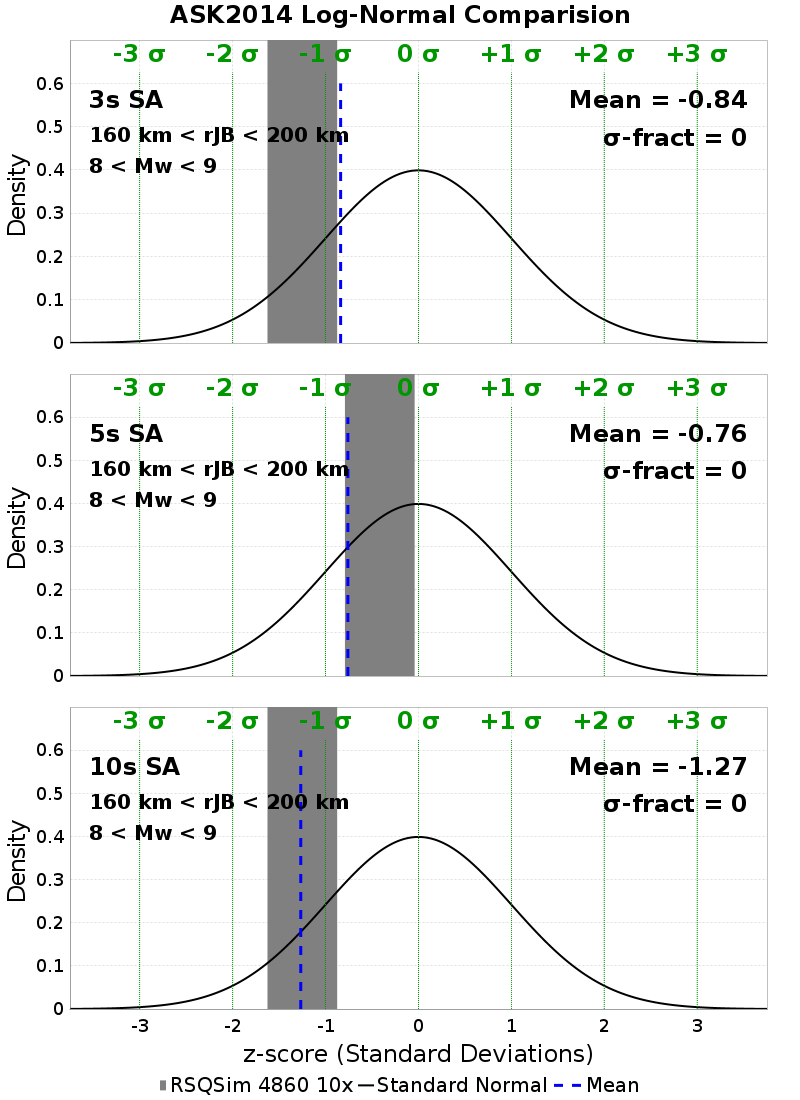 ASK2014 Log-Normal Comparision
-3 σ -2 σ -1 σ 0 σ +1 σ +2 σ +3 σ
3s SA
160 km < rJB < 200 km
8 < Mw < 9
Mean = -0.84
σ-fract = 0
Density
0.6
0.5
0.4
0.3
0.2
0.1
0
-3 σ -2 σ -1 σ 0 σ +1 σ +2 σ +3 σ
5s SA
160 km < rJB < 200 km
8 < Mw < 9
Mean = -0.76
σ-fract = 0
Density
0.6
0.5
0.4
0.3
0.2
0.1
0
-3 σ -2 σ -1 σ 0 σ +1 σ +2 σ +3 σ
10s SA
160 km < rJB < 200 km
8 < Mw < 9
Mean = -1.27
σ-fract = 0
Density
0.6
0.5
0.4
0.3
0.2
0.1
0
-3 -2 -1 0 1 2 3
z-score (Standard Deviations)
RSQSim 4860 10x Standard Normal Mean